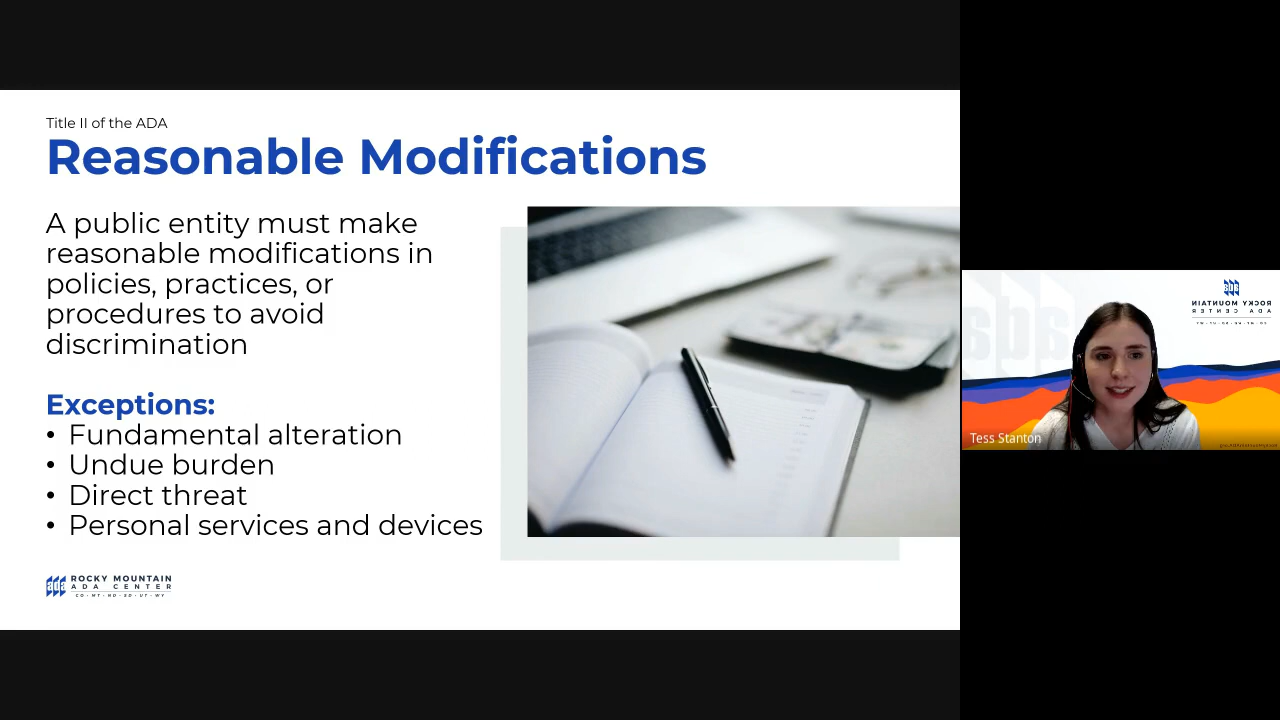 Title II of the ADA
Reasonable Modifications
A public entity must make
reasonable modifications in
policies, practices, or
procedures to avoid
discrimination
Exceptions:
• Fundamental alteration
• Undue burden
• Direct threat
• Personal services and devices
ada ROCKY MOUNTAIN
ADA CENTER
CO · MT · ND · SD · UT · WY
ada
ROCKY MOUNTAIN
ADA CENTER
Tess Stanton